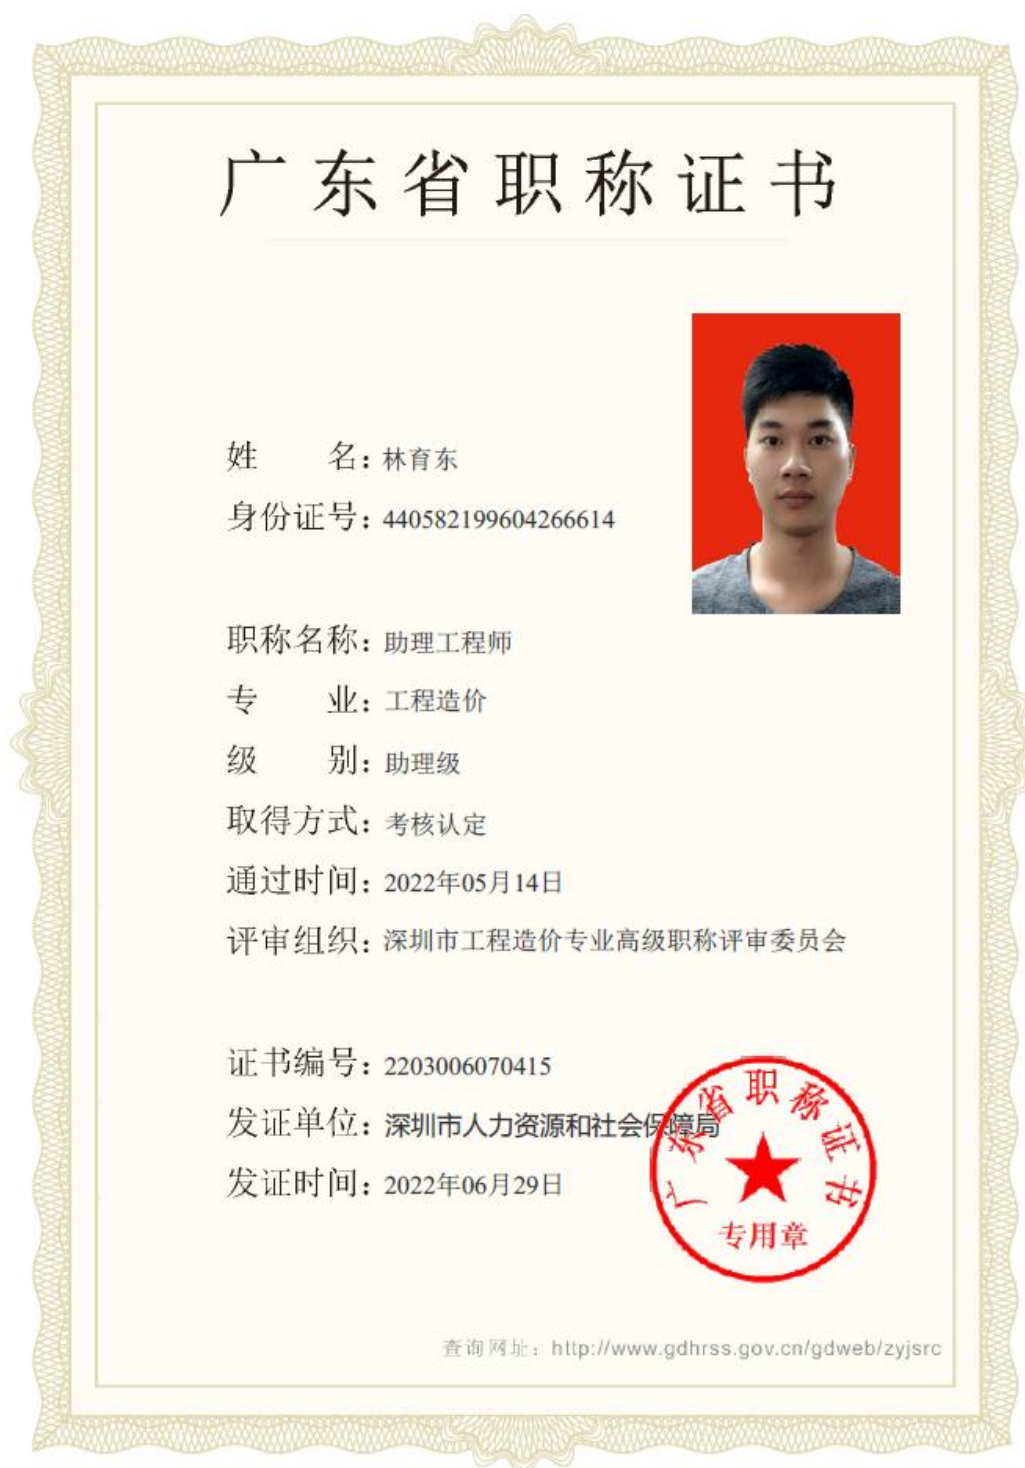 广东省职称证书
姓名：林育东
身份证号：440582199604266614
职称名称：助理工程师
专业：工程造价
级别：助理级
取得方式：考核认定
通过时间：2022年05月14日
评审组织：深圳市工程造价专业高级职称评审委员会
证书编号：2203006070415
发证单位：深圳市人力资源和社会保障局
发证时间：2022年06月29日
广东省职称证书
专用章
查询网址：http://www.gdhrss.gov.cn/gdweb/zyjsrc